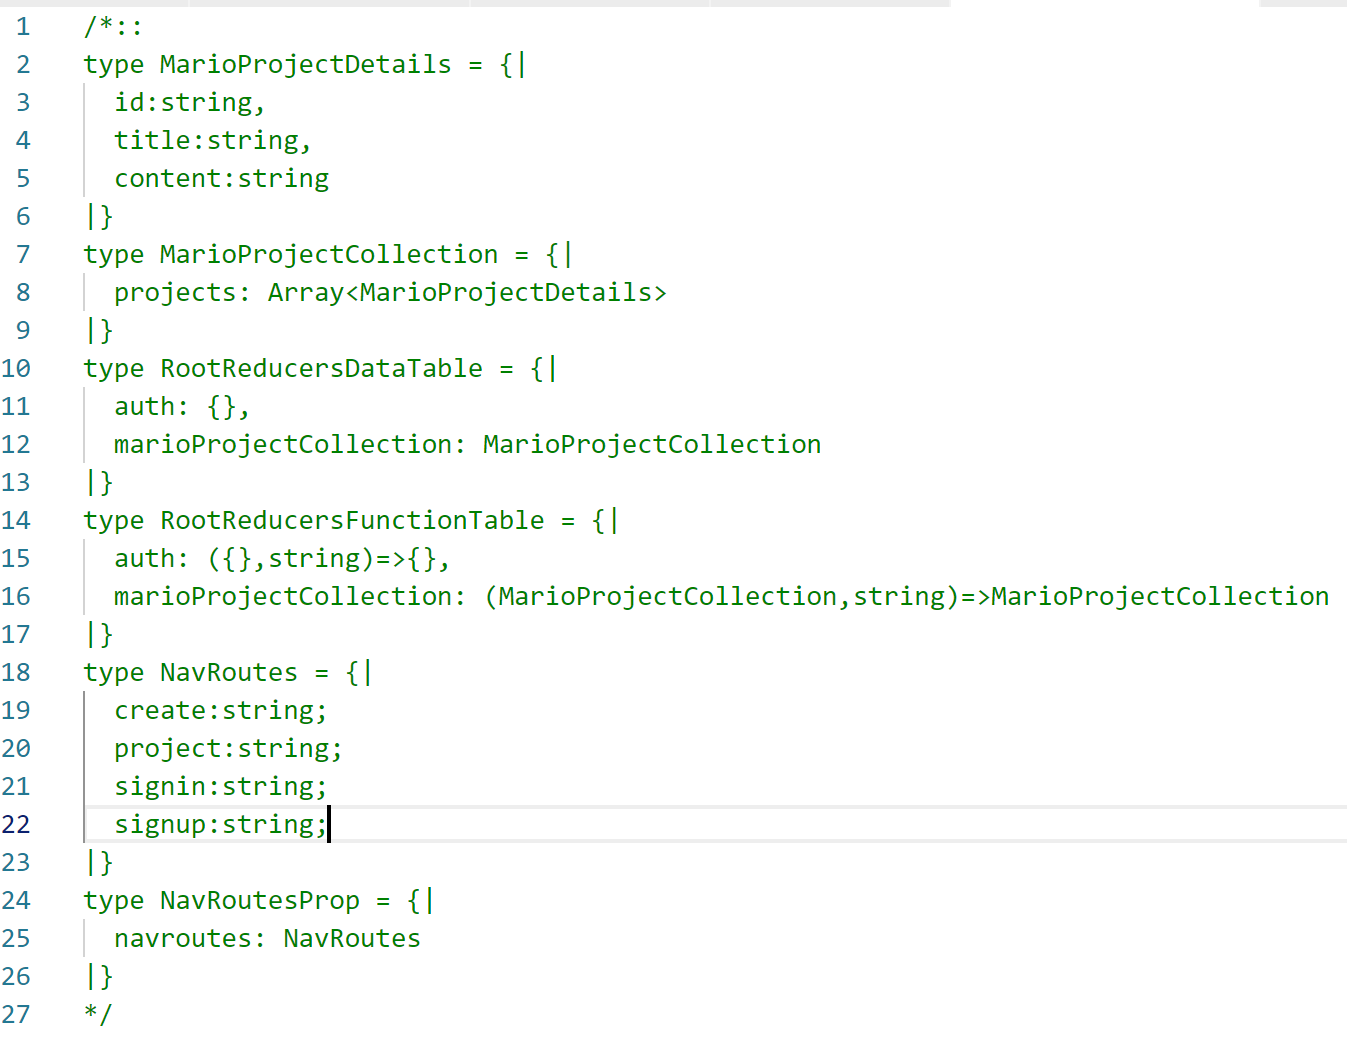 1 /*::
2 type MarioProjectDetails = {|
3 id:string,
4 title:string,
5 content:string
6 |}
7 type MarioProjectCollection = {|
8 projects: Array<MarioProjectDetails>
9 |}
10 type RootReducersDataTable = {|
11 auth: {},
12 marioProjectCollection: MarioProjectCollection
13 |}
14 type RootReducersFunctionTable = {|
15 auth: ({},string)=>{},
16 marioProjectCollection: (MarioProjectCollection,string)=>MarioProjectCollection
17 |}
18 type NavRoutes = {|
19 create:string;
20 project:string;
21 signin:string;
22 signup:string;
23 |}
24 type NavRoutesProp = {|
25 navroutes: NavRoutes
26 |}
27 */